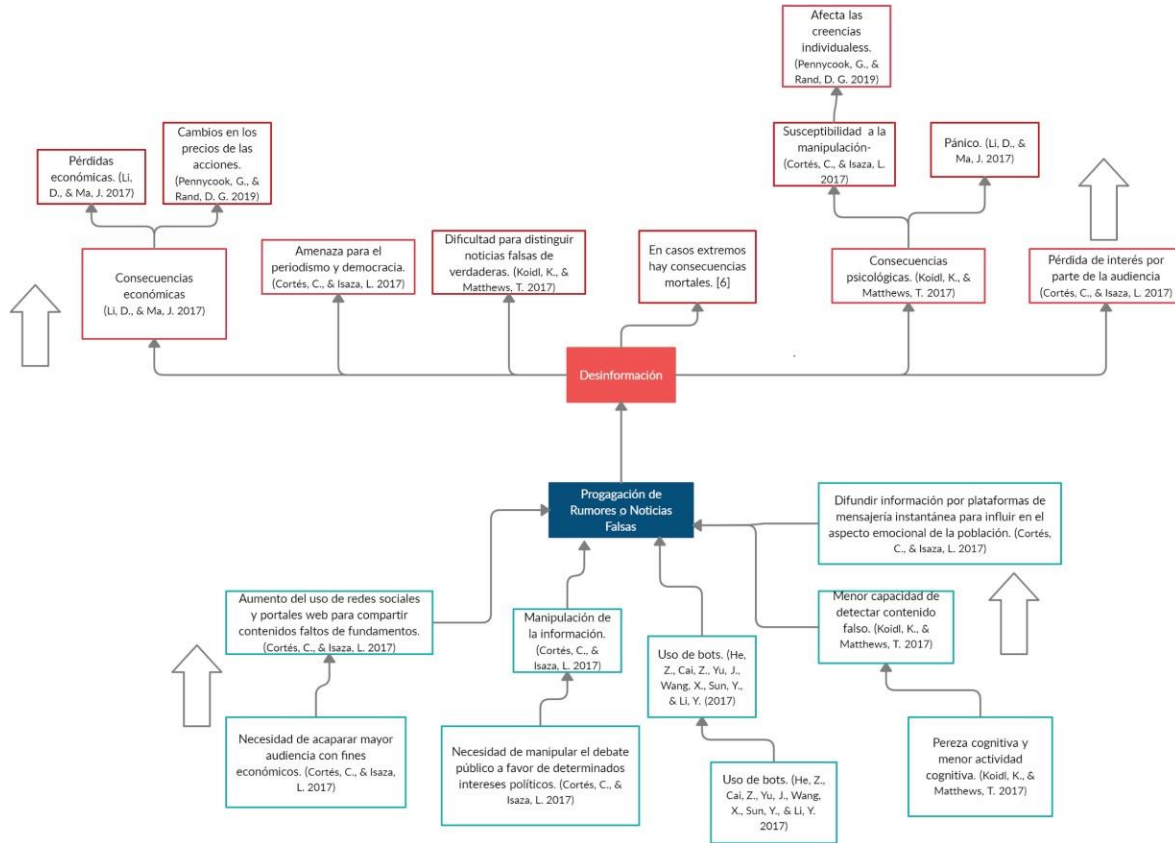 Afecta las
creencias
individualess.
(Pennycook, G., &
Rand, D. G. 2019)
Pérdidas
económicas. (Li,
D., & Ma, J. 2017)
Cambios en los
precios de las
acciones.
(Pennycook, G., &
Rand, D. G. 2019)
Susceptibilidad a la
manipulación-
(Cortés, C., & Isaza, L.
2017)
Pánico. (Li, D., &
Ma, J. 2017)
Consecuencias
económicas
(Li, D., & Ma, J. 2017)
Amenaza para el
periodismo y democracia.
(Cortés, C., & Isaza, L. 2017)
Dificultad para distinguir
noticias falsas de
verdaderas. (Koidl, K., &
Matthews, T. 2017)
En casos extremos
hay consecuencias
mortales. [6]
Consecuencias
psicológicas. (Koidl, K., &
Matthews, T. 2017)
Pérdida de interés por
parte de la audiencia
(Cortés, C., & Isaza, L. 2017)
Desinformación
Progagación de
Rumores o Noticias
Falsas
Difundir información por plataformas de
mensajería instantánea para influir en el
aspecto emocional de la población. (Cortés,
C., & Isaza, L. 2017)
Aumento del uso de redes sociales
y portales web para compartir
contenidos faltos de fundamentos.
(Cortés, C., & Isaza, L. 2017)
Manipulación de
la información.
(Cortés, C., &
Isaza, L. 2017)
Uso de bots. (He,
Z., Cai, Z., Yu, J.,
Wang, X., Sun, Y.,
& Li, Y. (2017)
Menor capacidad de
detectar contenido
falso. (Koidl, K., &
Matthews, T. 2017)
Necesidad de acaparar mayor
audiencia con fines
económicos. (Cortés, C., & Isaza,
L. 2017)
Necesidad de manipular el debate
público a favor de determinados
intereses políticos. (Cortés, C., &
Isaza, L. 2017)
Uso de bots. (He, Z.,
Cai, Z., Yu, J., Wang,
X., Sun, Y., & Li, Y.
2017)
Pereza cognitiva y
menor actividad
cognitiva. (Koidl, K., &
Matthews, T. 2017)